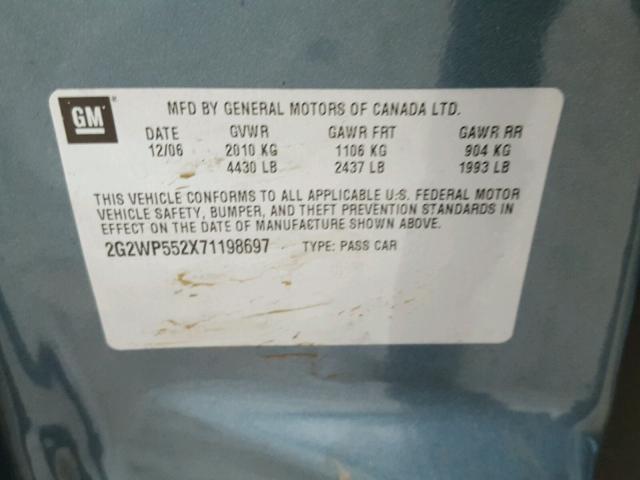 GM
MFD BY GENERAL MOTORS OF CANADA LTD.
DATE GVWR GAWR FRT GAWR RR
12/06 2010 KG 1106 KG 904 KG
4430 LB 2437 LB 1993 LB
THIS VEHICLE CONFORMS TO ALL APPLICABLE U.S. FEDERAL MOTOR
VEHICLE SAFETY, BUMPER, AND THEFT PREVENTION STANDARDS IN
EFFECT ON THE DATE OF MANUFACTURE SHOWN ABOVE.
2G2WP552X71198697 TYPE: PASS CAR